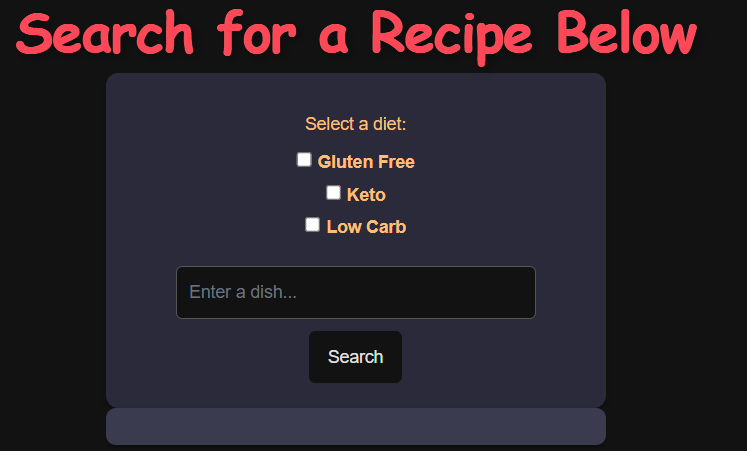 Search for a Recipe Below
Select a diet:
Gluten Free
Keto
Low Carb
Enter a dish...
Search